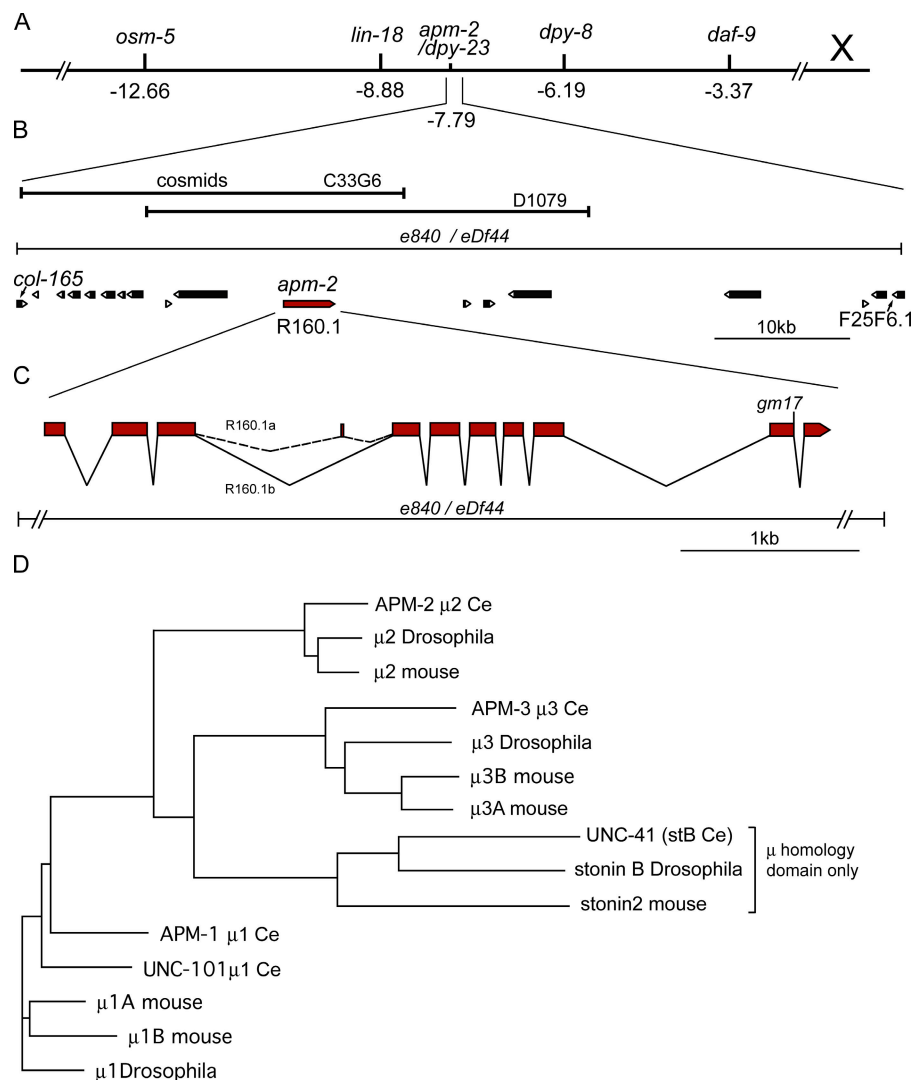 A
osm-5 lin-18 apm-2 /dpy-23 dpy-8 daf-9 X
-12.66 -8.88 -7.79 -6.19 -3.37
B
cosmids C33G6
D1079
e840 / eDf44
col-165 apm-2
R160.1 F25F6.1
10kb
C
gm17
R160.1a
R160.1b
e840 / eDf44
1kb
D
APM-2 μ2 Ce
μ2 Drosophila
μ2 mouse
APM-3 μ3 Ce
μ3 Drosophila
μ3B mouse
μ3A mouse
UNC-41 (stB Ce)
stonin B Drosophila
stonin2 mouse
μ homology
domain only
APM-1 μ1 Ce
UNC-101μ1 Ce
μ1A mouse
μ1B mouse
μ1Drosophila